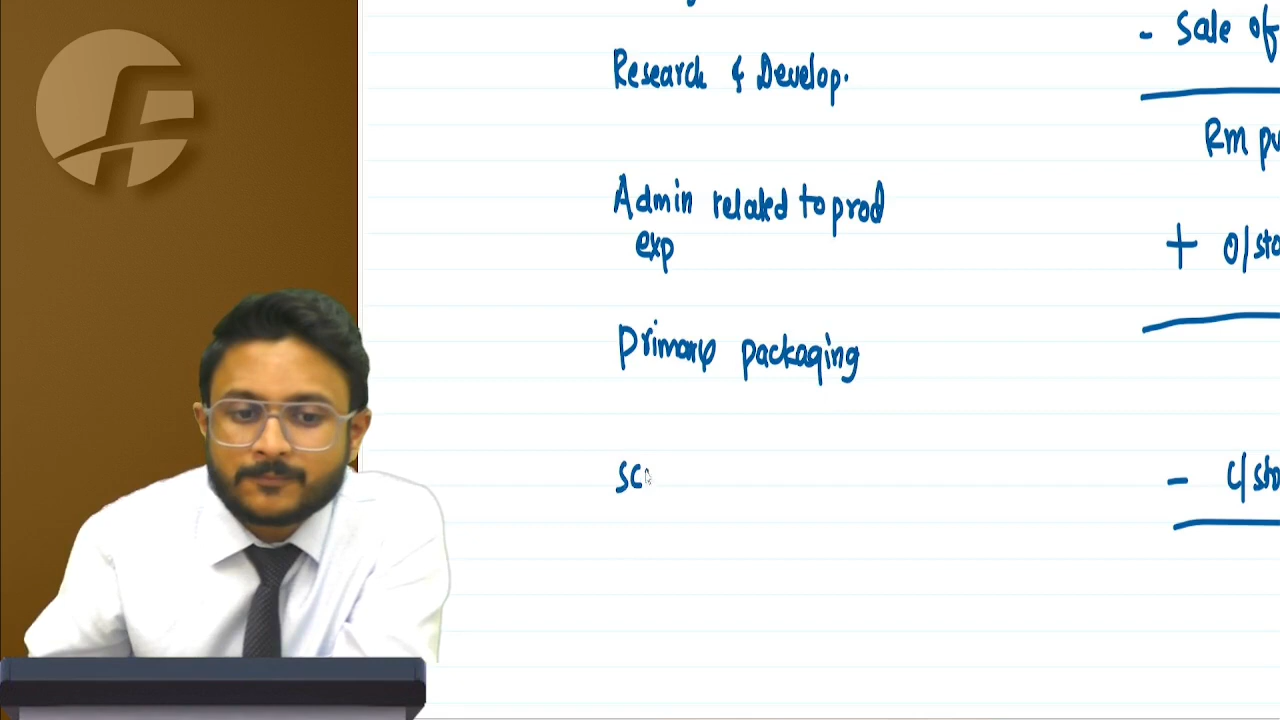 Research & Develop.
Admin related to prod
exp
Primary packaging
sc
- Sale of
Rm pu
+ o/sto
- c/sto